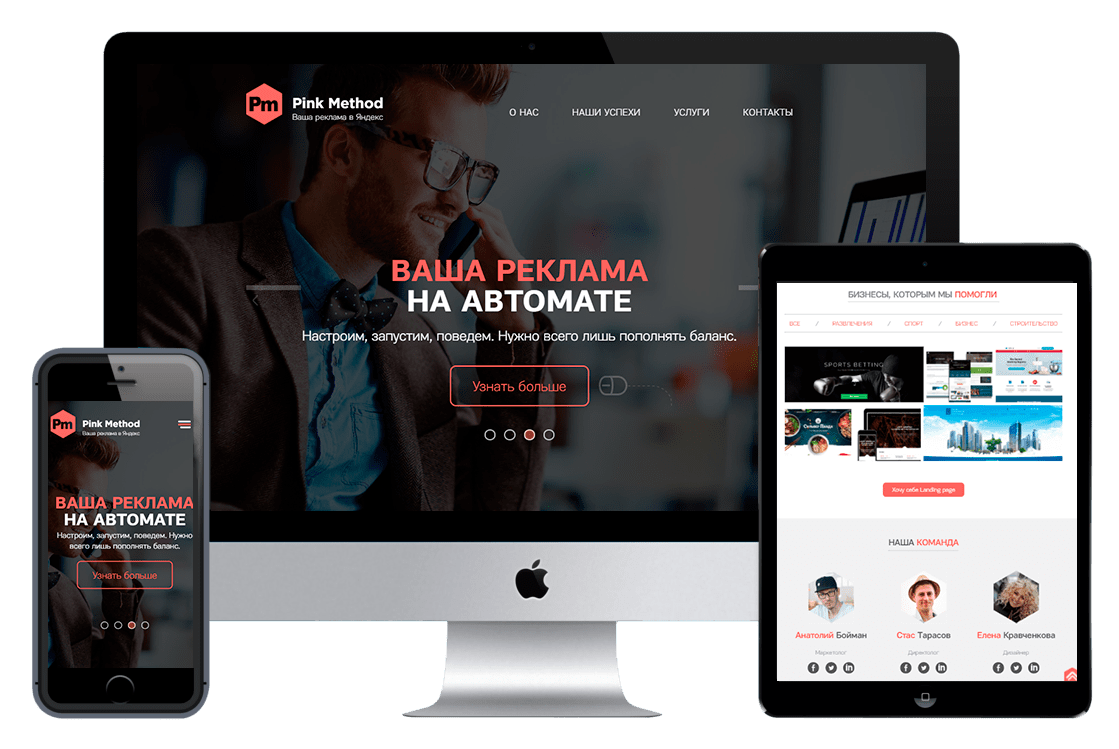 Pm
Pink Method
Ваша реклама в Яндекс
О НАС
НАШИ УСПЕХИ
УСЛУГИ
КОНТАКТЫ
ВАША РЕКЛАМА
НА АВТОМАТЕ
Настроим, запустим, поведем. Нужно всего лишь пополнять баланс.
Узнать больше
Pm
Pink Method
Ваша реклама в Яндекс
ВАША РЕКЛАМА
НА АВТОМАТЕ
Настроим, запустим, поведем. Нужно
всего лишь пополнять баланс.
Узнать больше
БИЗНЕСЫ, КОТОРЫМ МЫ ПОМОГЛИ
ВСЕ / РАЗВЛЕЧЕНИЯ / СПОРТ / БИЗНЕС / СТРОИТЕЛЬСТВО
SPORTS BETTING
Хочу себе Landing page
НАША КОМАНДА
Анатолий Бойман
Маркетолог
Стас Тарасов
Директолог
Елена Кравченкова
Дизайнер